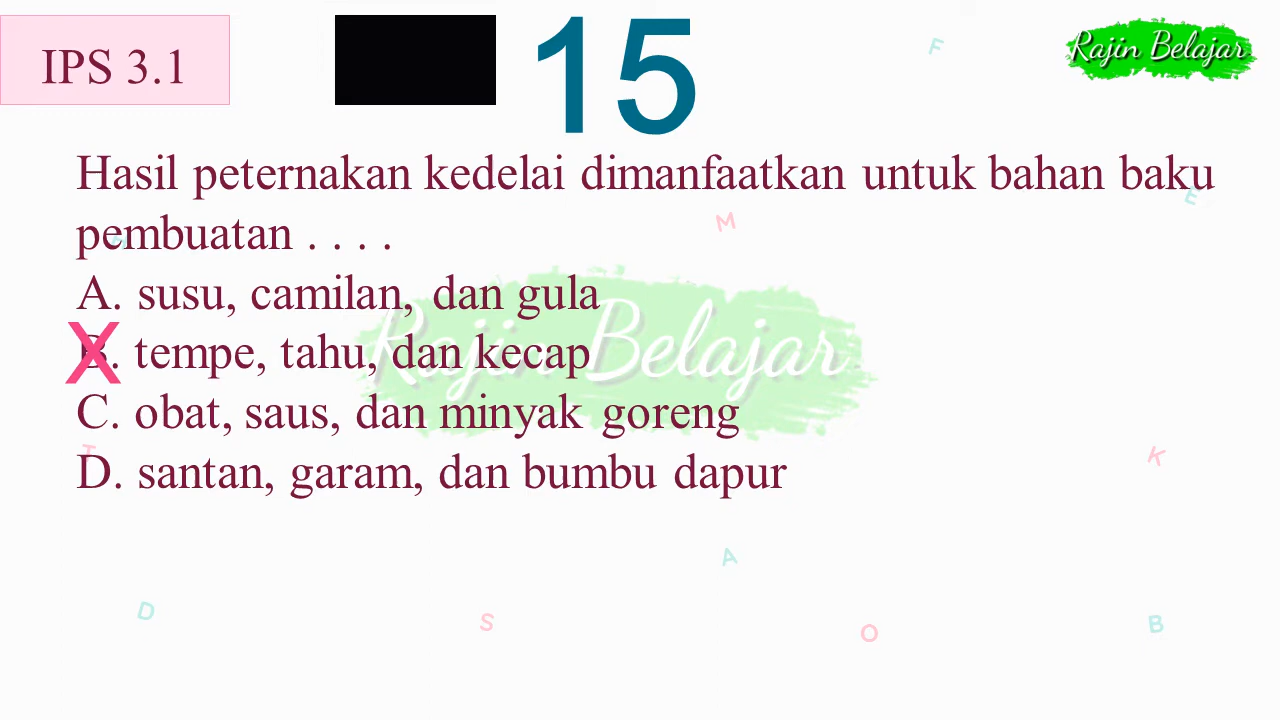 IPS 3.1
15
Rajin Belajar
F
Hasil peternakan kedelai dimanfaatkan untuk bahan baku
E
pembuatan . . . .
M
A. susu, camilan, dan gula
X
B. tempe, tahu, dan kecap
Rajin Belajar
C. obat, saus, dan minyak goreng
K
D. santan, garam, dan bumbu dapur
A
D
S
O
B